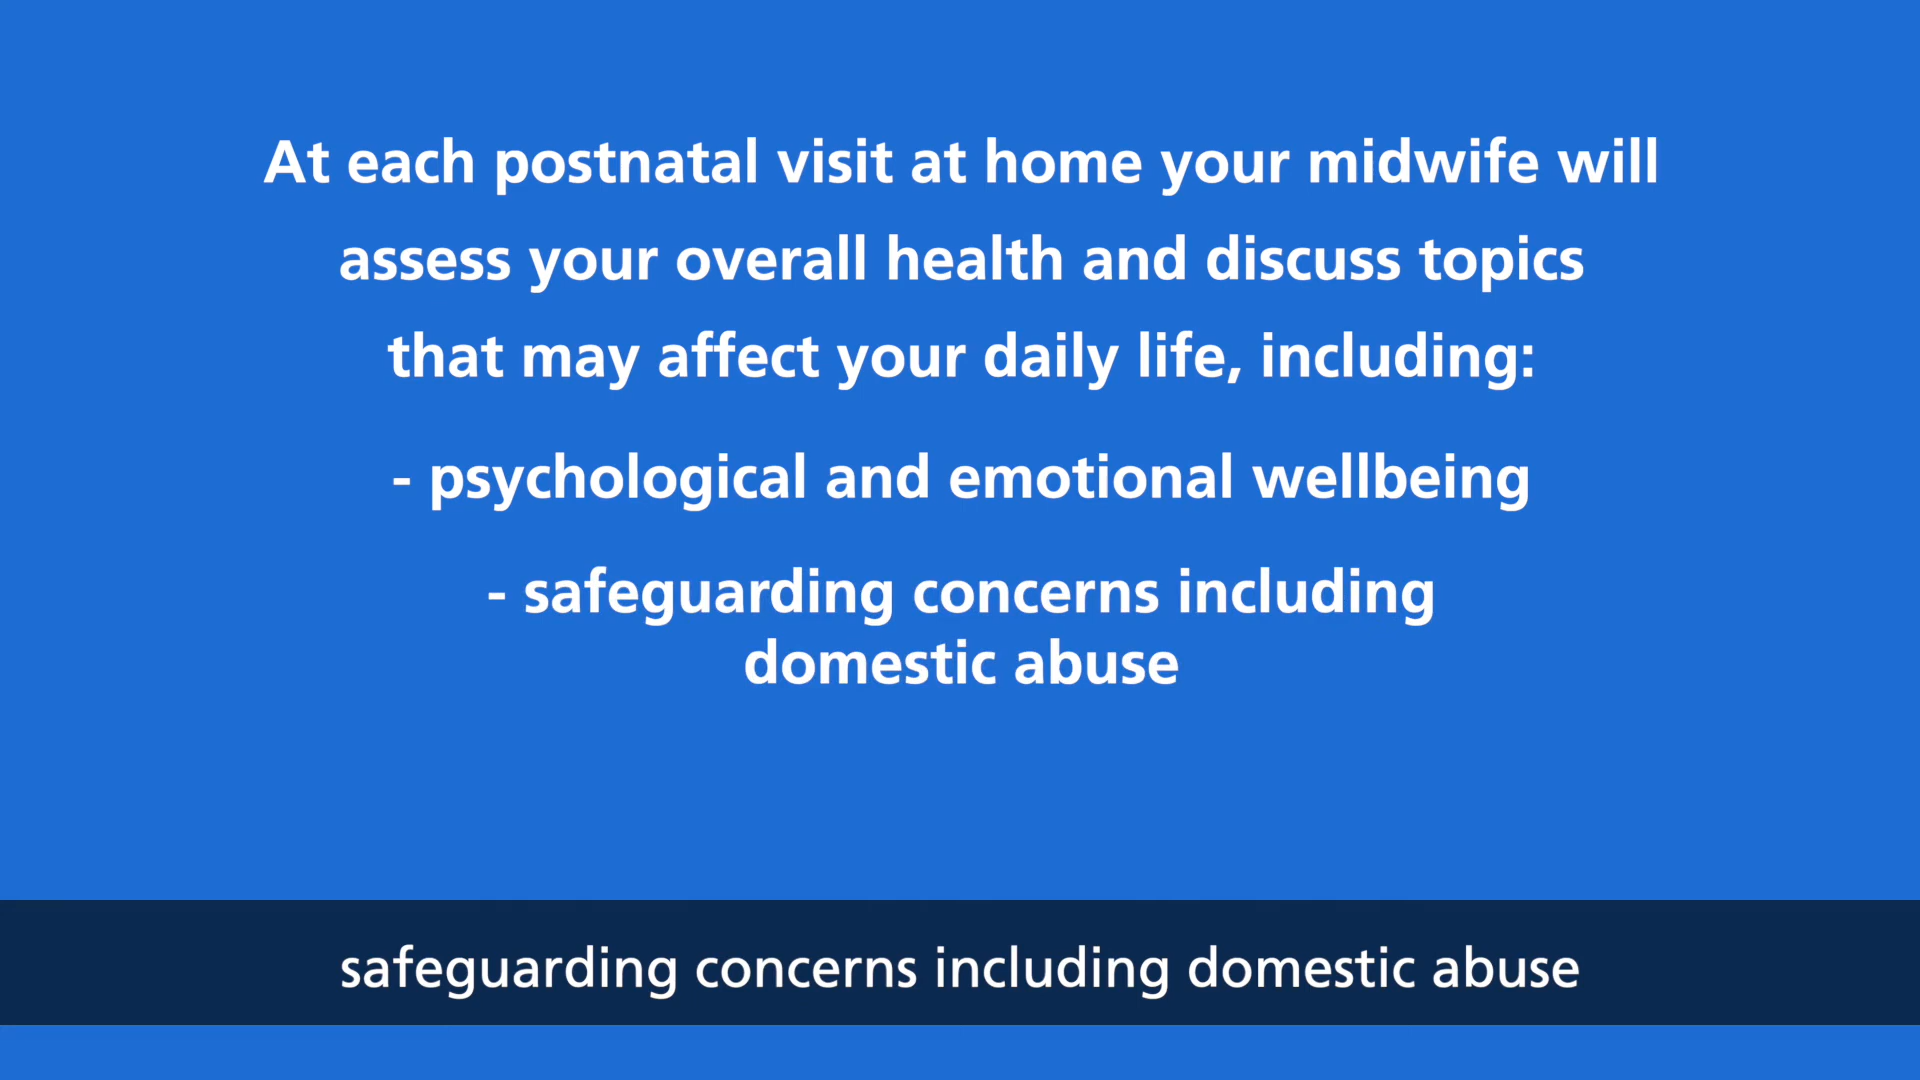 At each postnatal visit at home your midwife will
assess your overall health and discuss topics
that may affect your daily life, including:
- psychological and emotional wellbeing
- safeguarding concerns including
domestic abuse
safeguarding concerns including domestic abuse